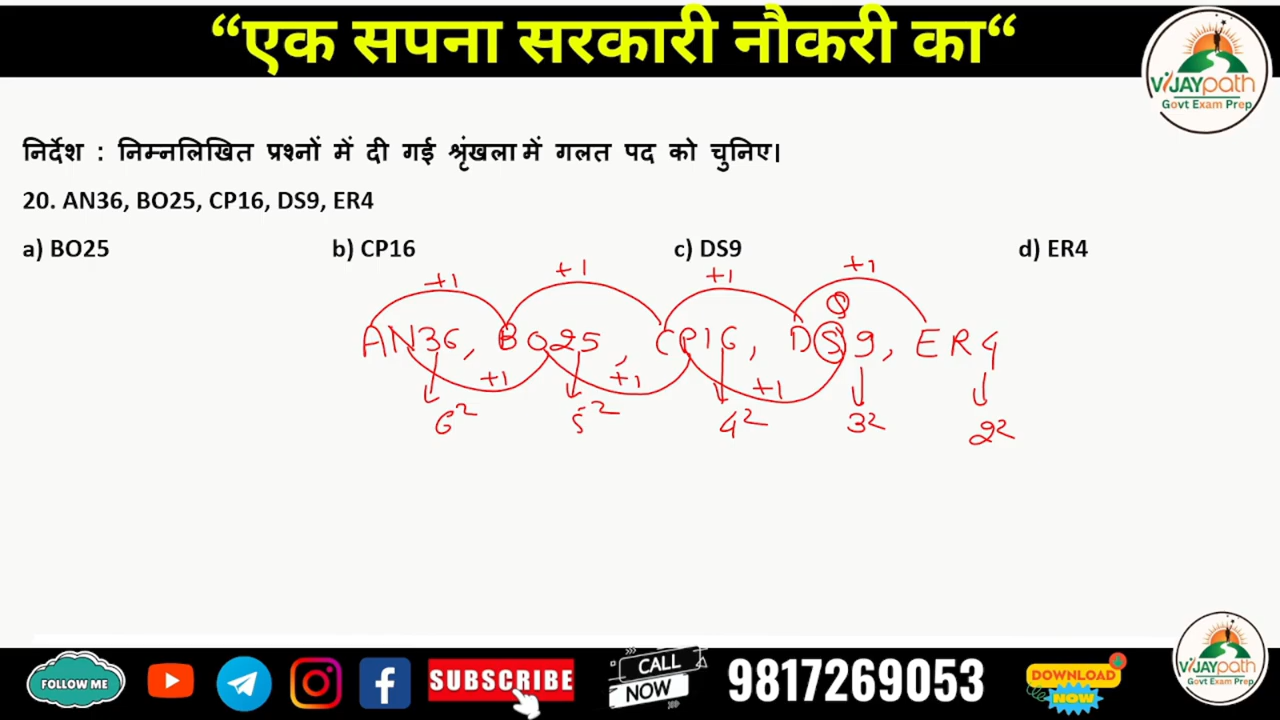 “एक सपना सरकारी नौकरी का“
VIJAYpath
Govt Exam Prep
निर्देश : निम्नलिखित प्रश्नों में दी गई श्रृंखला में गलत पद को चुनिए।
20. AN36, BO25, CP16, DS9, ER4
a) BO25 b) CP16 c) DS9 d) ER4
+1 +1 +1 +1
Q
AN36, BO25, CP16, DS9, ER4
+1 +1 +1
6² 5² 4² 3² 2²
VIJAYpath
Govt Exam Prep
FOLLOW ME
SUBSCRIBE
CALL
NOW
9817269053
DOWNLOAD
NOW